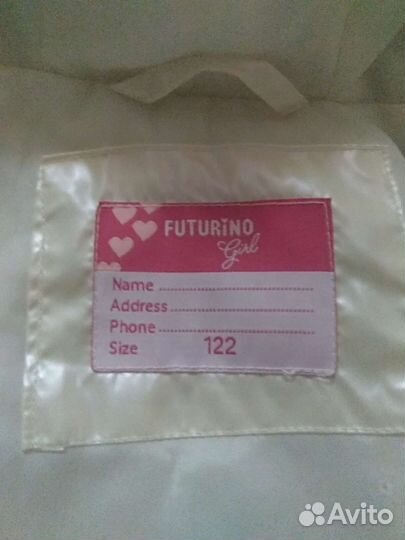 FUTURINO
Girl
Name ............................
Address ........................
Phone ...........................
Size 122
Avito